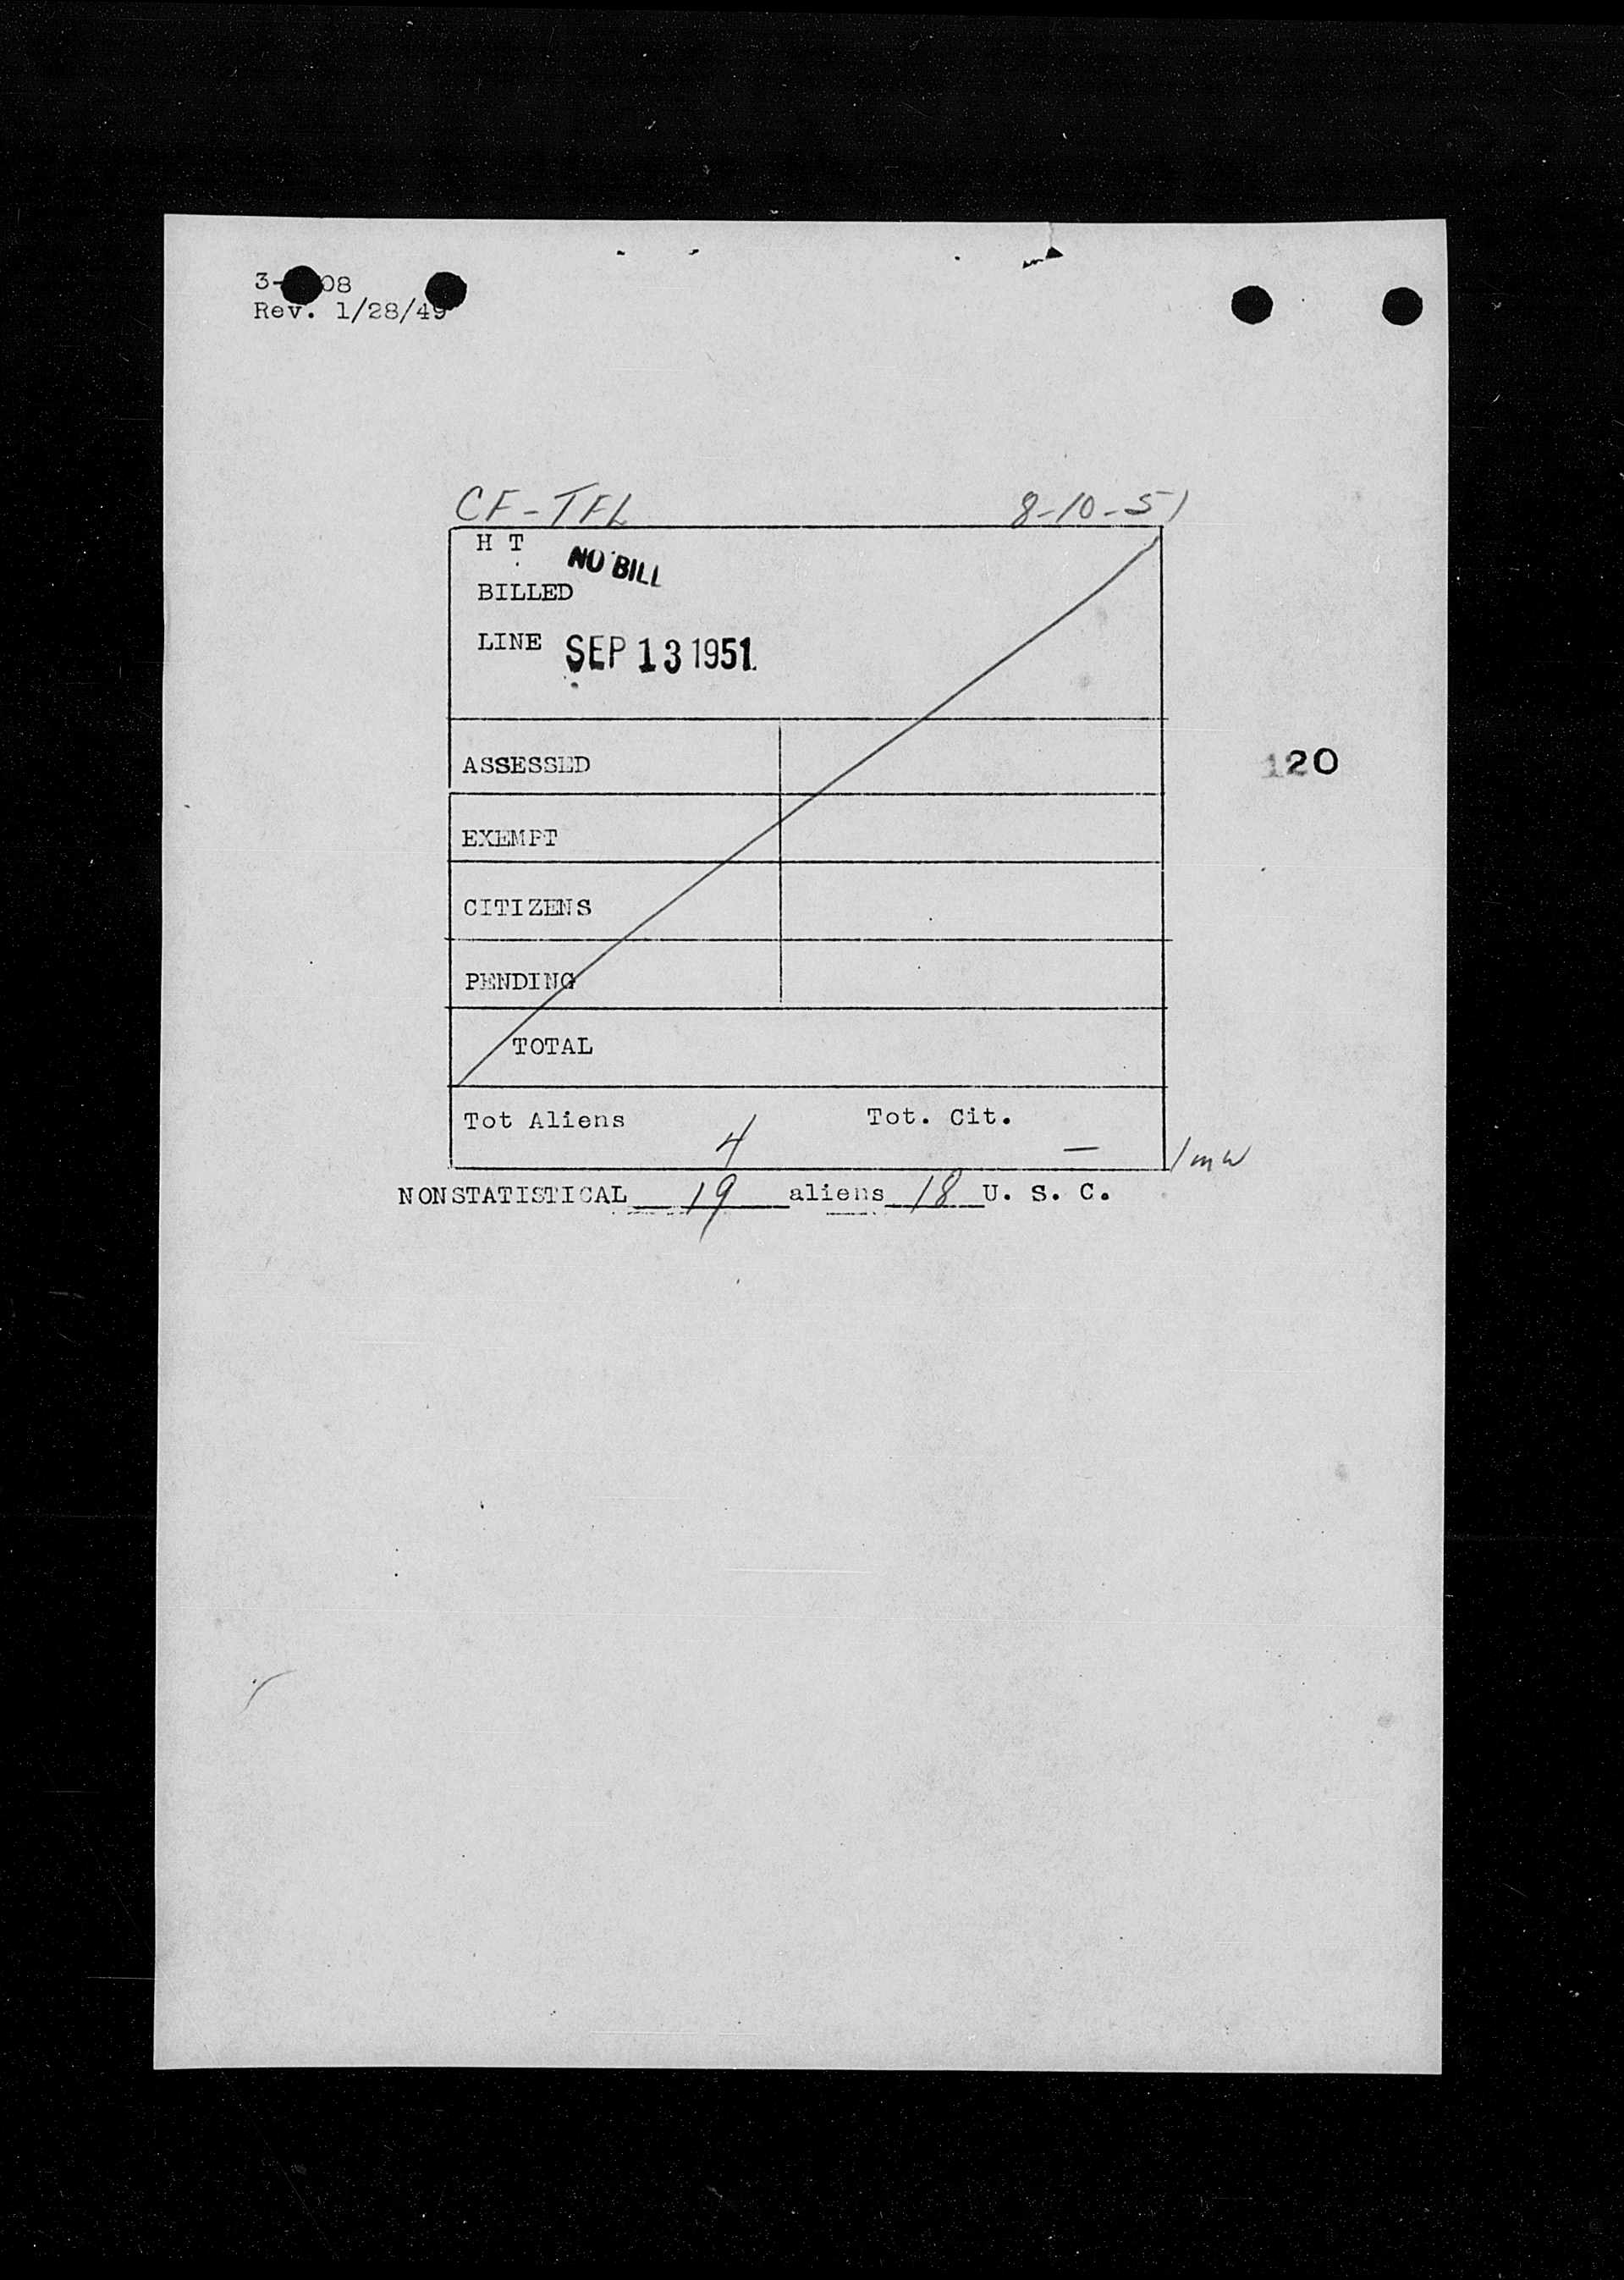 3- 08
Rev. 1/28/49
CF-TFL 8-10-51
H T
NO BILL
BILLED
LINE SEP 13 1951
ASSESSED
120
EXEMPT
CITIZENS
PENDING
TOTAL
Tot Aliens 4 Tot. Cit. —
/mw
NONSTATISTICAL 19 aliens 18 U. S. C.